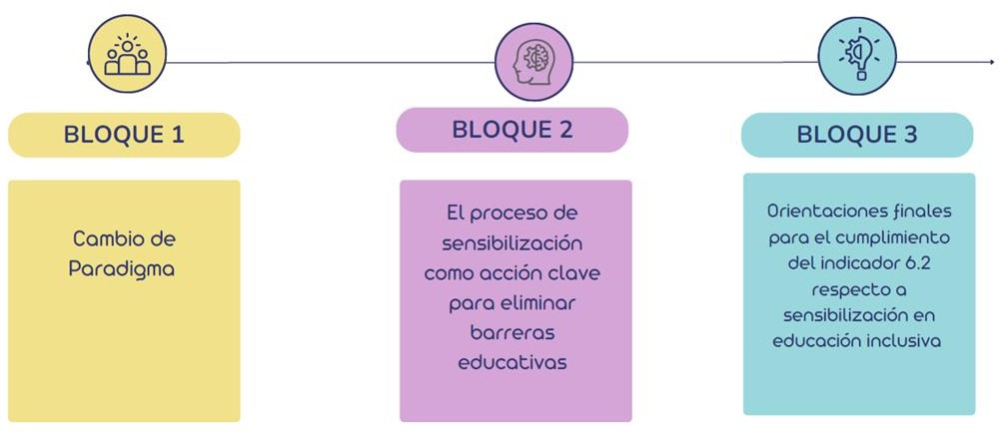 BLOQUE 1
Cambio de
Paradigma
BLOQUE 2
El proceso de
sensibilización
como acción clave
para eliminar
barreras
educativas
BLOQUE 3
Orientaciones finales
para el cumplimiento
del indicador 6.2
respecto a
sensibilización en
educación inclusiva